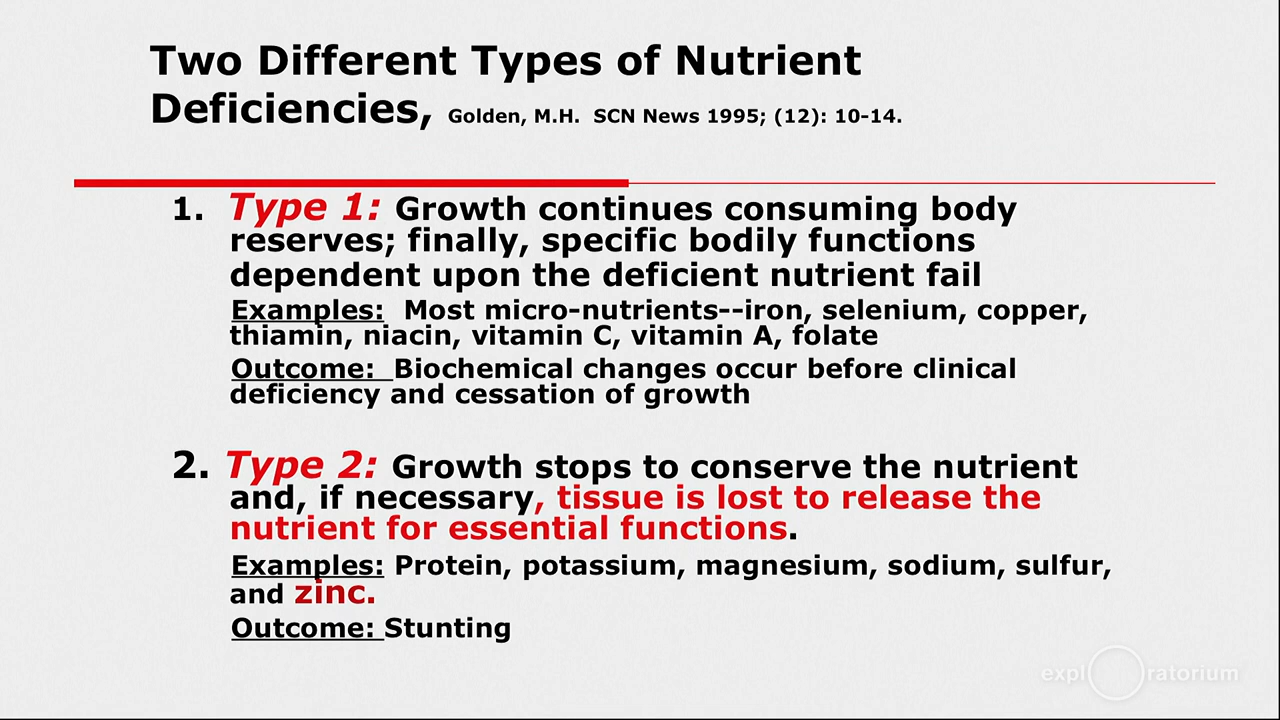 Two Different Types of Nutrient
Deficiencies, Golden, M.H. SCN News 1995; (12): 10-14.
1. Type 1: Growth continues consuming body
reserves; finally, specific bodily functions
dependent upon the deficient nutrient fail
Examples: Most micro-nutrients--iron, selenium, copper,
thiamin, niacin, vitamin C, vitamin A, folate
Outcome: Biochemical changes occur before clinical
deficiency and cessation of growth
2. Type 2: Growth stops to conserve the nutrient
and, if necessary, tissue is lost to release the
nutrient for essential functions.
Examples: Protein, potassium, magnesium, sodium, sulfur,
and zinc.
Outcome: Stunting
exploratorium